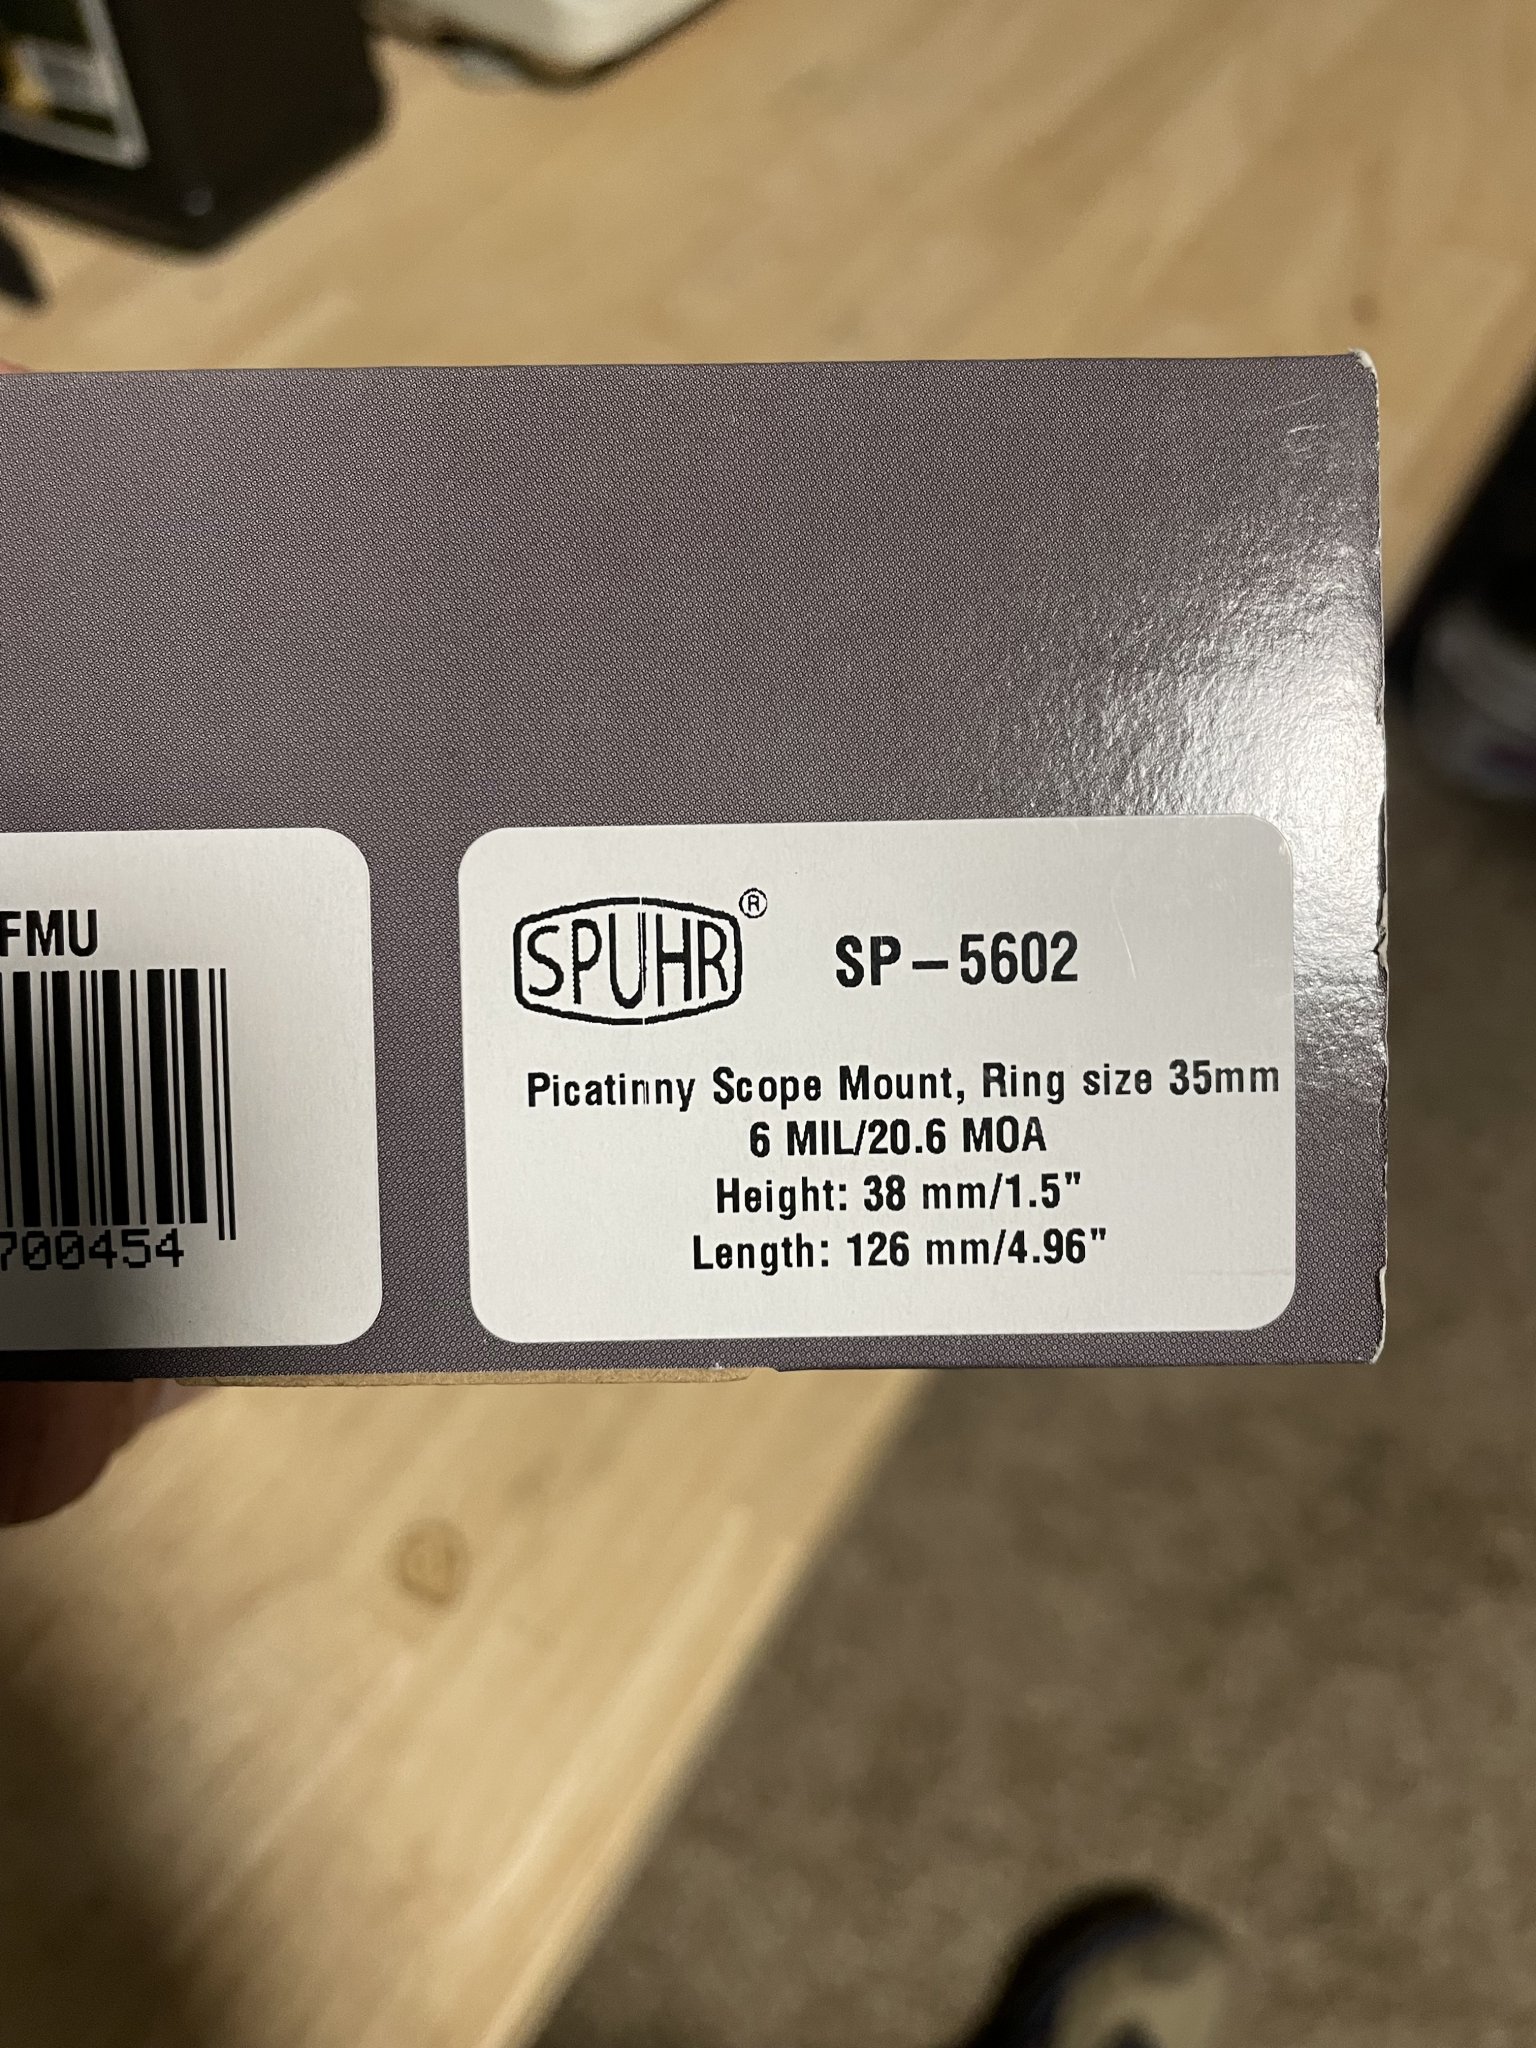 FMU
700454
SPUHR®
SP-5602
Picatinny Scope Mount, Ring size 35mm
6 MIL/20.6 MOA
Height: 38 mm/1.5"
Length: 126 mm/4.96"